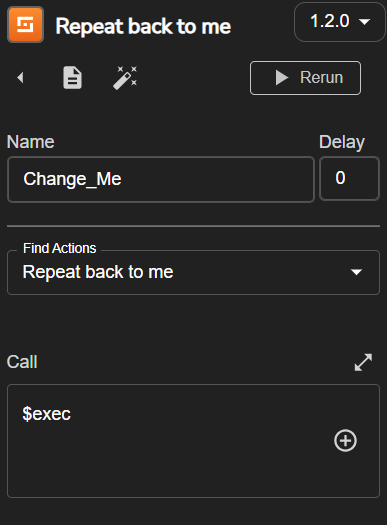 Repeat back to me
1.2.0
Rerun
Name
Delay
Change_Me
0
Find Actions
Repeat back to me
Call
$exec